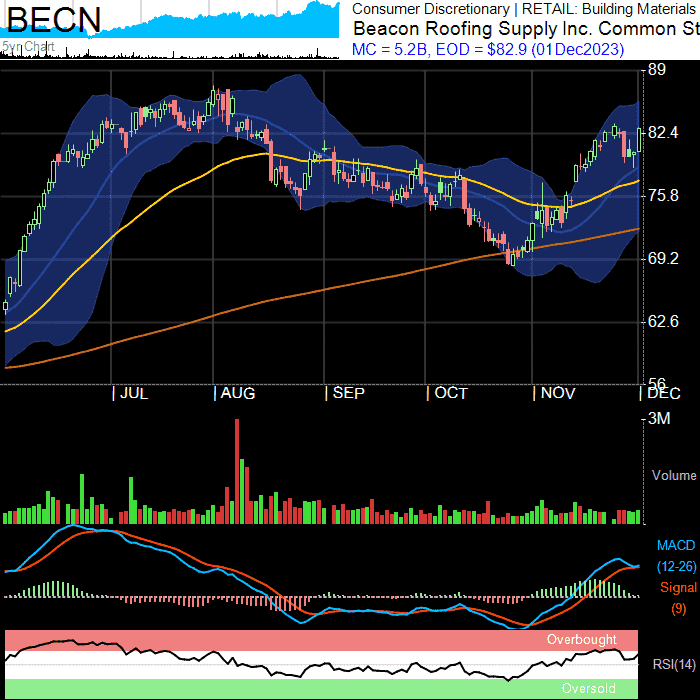 BECN
5yr Chart
Consumer Discretionary | RETAIL: Building Materials
Beacon Roofing Supply Inc. Common St
MC = 5.2B, EOD = $82.9 (01Dec2023)
89
82.4
75.8
69.2
62.6
56
| JUL | AUG | SEP | OCT | NOV | DEC
3M
Volume
MACD
(12-26)
Signal
(9)
Overbought
RSI(14)
Oversold